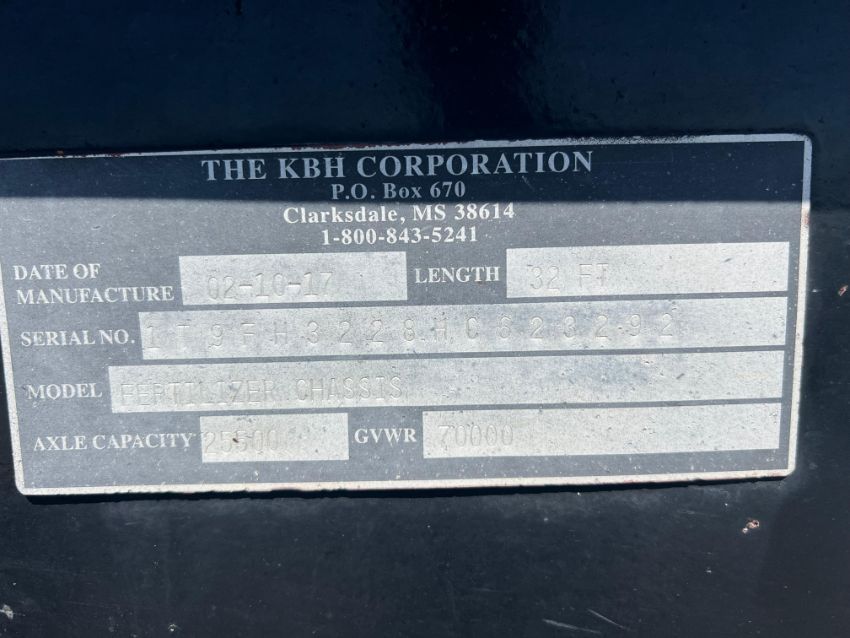 THE KBH CORPORATION
P.O. Box 670
Clarksdale, MS 38614
1-800-843-5241
DATE OF MANUFACTURE 02-10-17 LENGTH 32 FT
SERIAL NO. 1T9FH3228HC623292
MODEL FERTILIZER CHASSIS
AXLE CAPACITY 25500 GVWR 70000